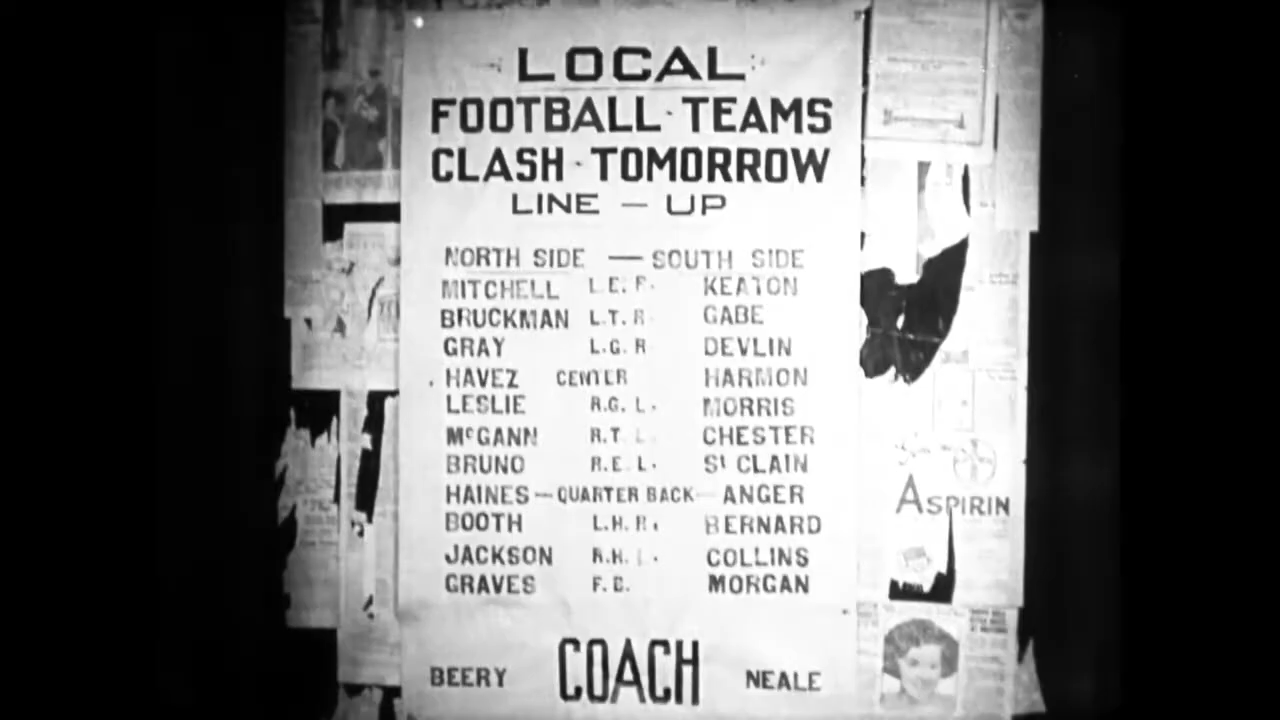 LOCAL
FOOTBALL · TEAMS
CLASH · TOMORROW
LINE — UP
NORTH SIDE — SOUTH SIDE
MITCHELL L.E.R. KEATON
BRUCKMAN L.T.R. GABE
GRAY L.G.R. DEVLIN
HAVEZ CENTER HARMON
LESLIE R.G.L. MORRIS
McGANN R.T.L. CHESTER
BRUNO R.E.L. St CLAIN
HAINES — QUARTER BACK — ANGER
BOOTH L.H.R. BERNARD
JACKSON R.H.L. COLLINS
GRAVES F.B. MORGAN
BEERY COACH NEALE
ASPIRIN